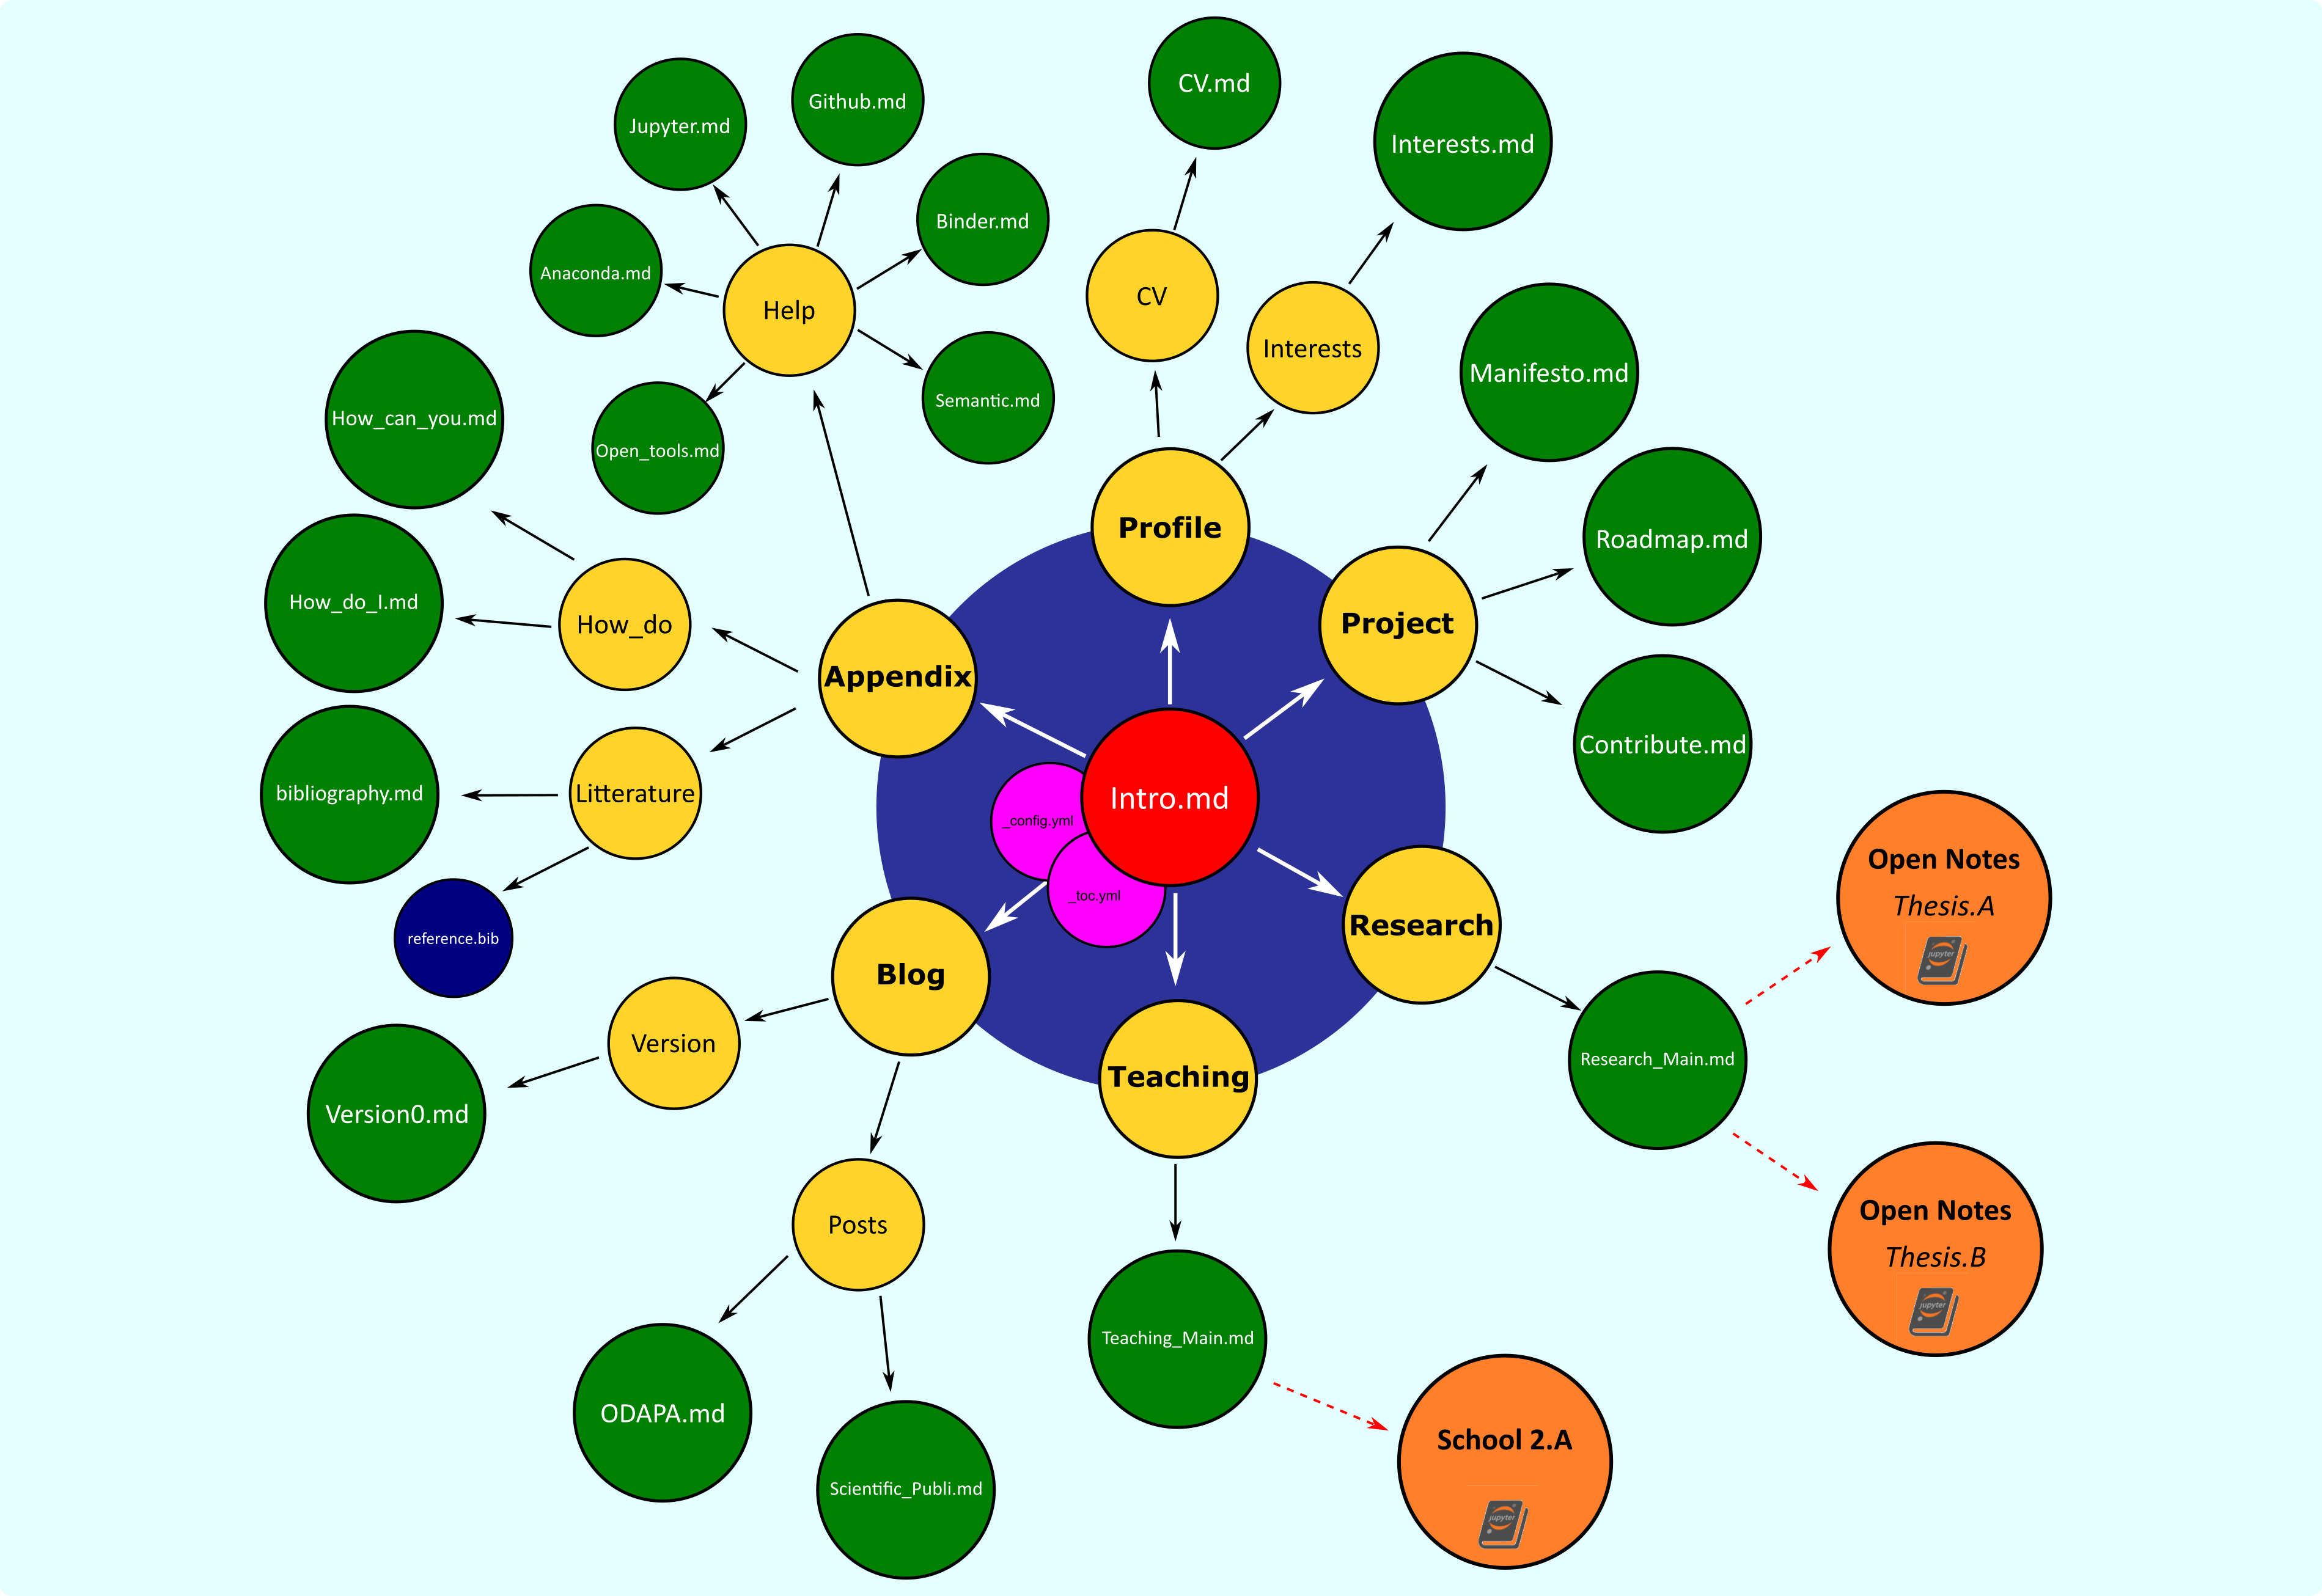 CV.md
Github.md
Jupyter.md
Interests.md
Binder.md
Anaconda.md
Help
CV
Interests
Manifesto.md
Semantic.md
How_can_you.md
Open_tools.md
Profile
Roadmap.md
How_do_I.md
How_do
Project
Appendix
Contribute.md
bibliography.md
Litterature
Intro.md
_config.yml
_toc.yml
Open Notes
Thesis.A
jupyter
reference.bib
Research
Blog
Version
Research_Main.md
Teaching
Version0.md
Open Notes
Thesis.B
jupyter
Posts
Teaching_Main.md
ODAPA.md
School 2.A
jupyter
Scientific_Publi.md